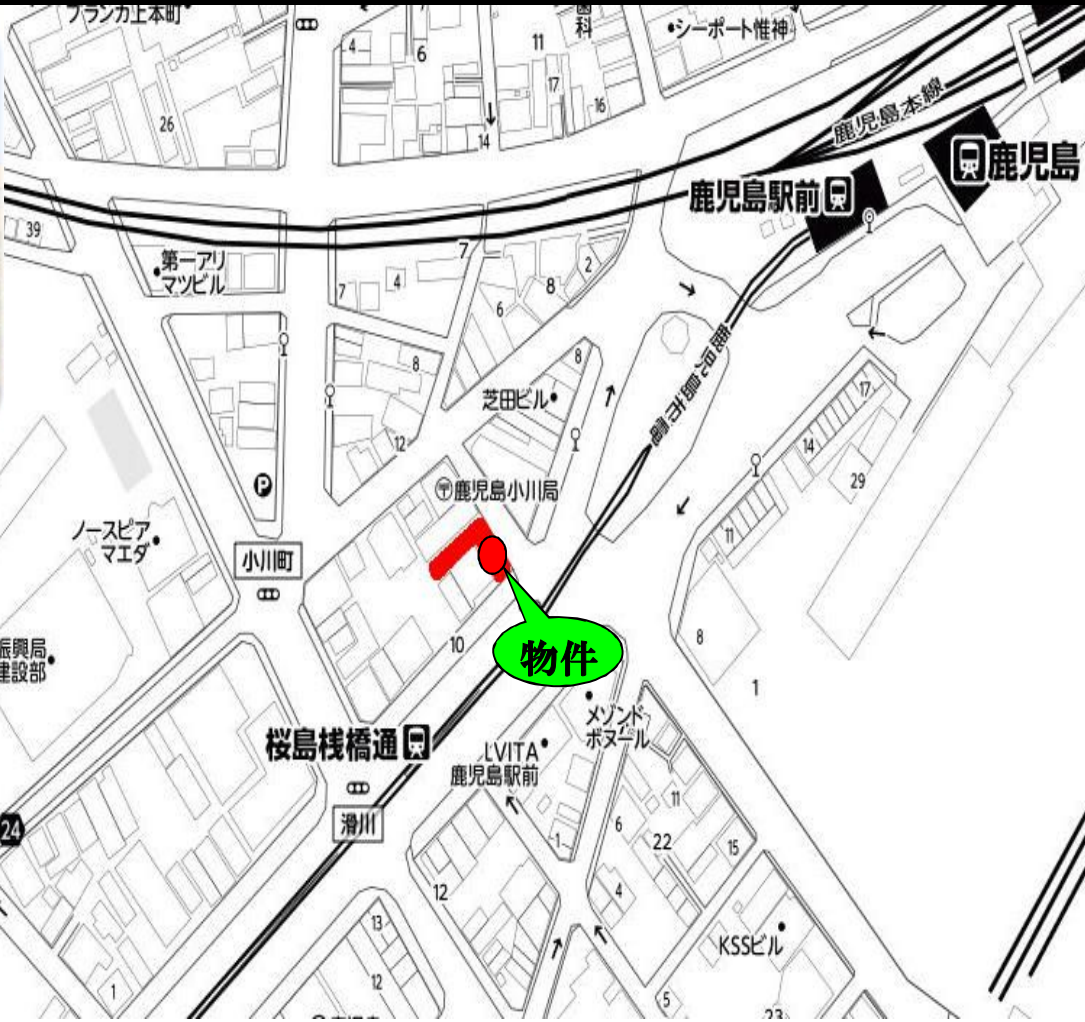 ブランカ上本町
歯科
シーポート惟神
4
6
11
17
16
26
14
鹿児島本線
鹿児島
鹿児島駅前
39
第一アリ
マツビル
7
7
4
2
8
6
8
8
芝田ビル
12
17
14
29
11
P
〒鹿児島小川局
ノースピア
マエダ
小川町
振興局
建設部
10
物件
8
1
メゾンド
ボヌール
桜島桟橋通
LVITA
鹿児島駅前
滑川
24
11
6
22
15
1
4
12
13
12
KSSビル
1
5
23